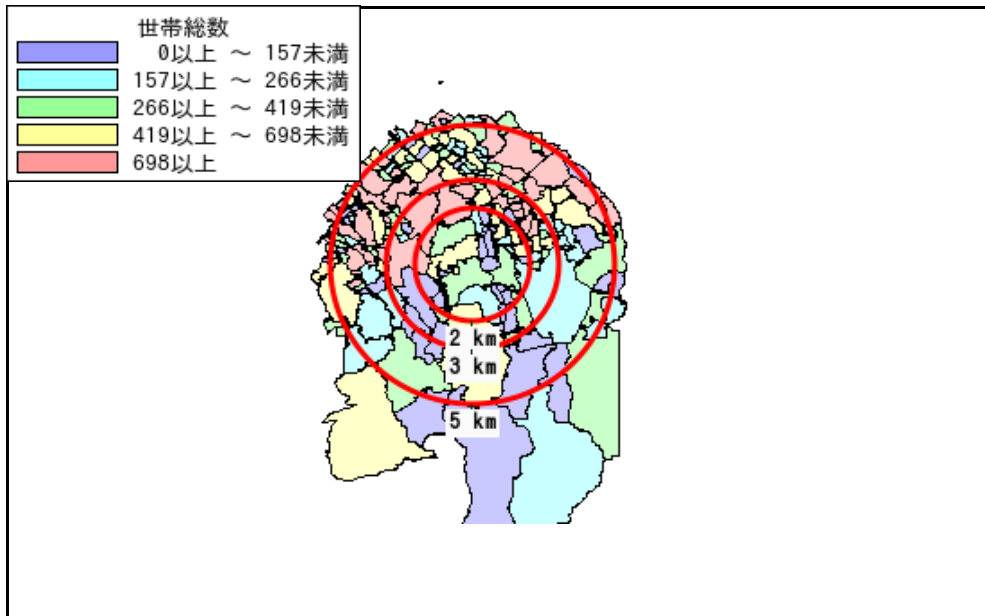 世帯総数
0以上 ～ 157未満
157以上 ～ 266未満
266以上 ～ 419未満
419以上 ～ 698未満
698以上
2 km
3 km
5 km